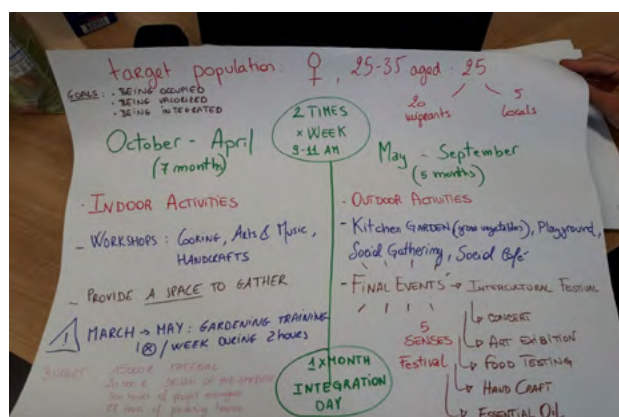 target population: ♀, 25-35 aged. 25
20 migrants
5 locals
GOALS: • BEING OCCUPIED
• BEING VALORIZED
• BEING INTEGRATED
2 TIMES
× WEEK
9-11 AM
October - April
(7 months)
May - September
(5 months)
• INDOOR ACTIVITIES
- WORKSHOPS: COOKING, ARTS & MUSIC,
HANDCRAFTS
- PROVIDE A SPACE TO GATHER
MARCH → MAY: GARDENING TRAINING
1 ⓧ / WEEK DURING 2 hours
BUDGET
MATERIAL
• OUTDOOR ACTIVITIES
- Kitchen GARDEN (grow vegetables), Playground,
Social Gathering, Social Café
- FINAL EVENTS → INTERCULTURAL FESTIVAL
5
SENSES
Festival
↳ CONCERT
↳ ART EXIBITION
↳ FOOD TESTING
↳ HAND CRAFT
↳ ESSENTIAL OIL
1 × MONTH
INTEGRATION
DAY